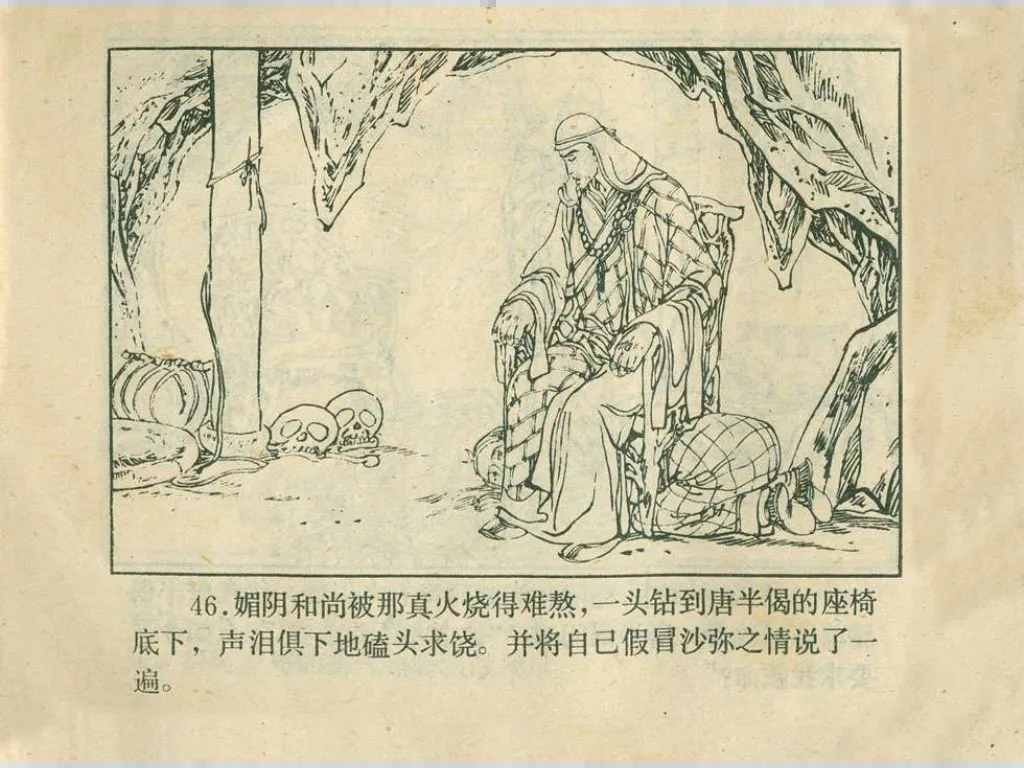 46.媚阴和尚被那真火烧得难熬，一头钻到唐半偈的座椅
底下，声泪俱下地磕头求饶。并将自己假冒沙弥之情说了一
遍。